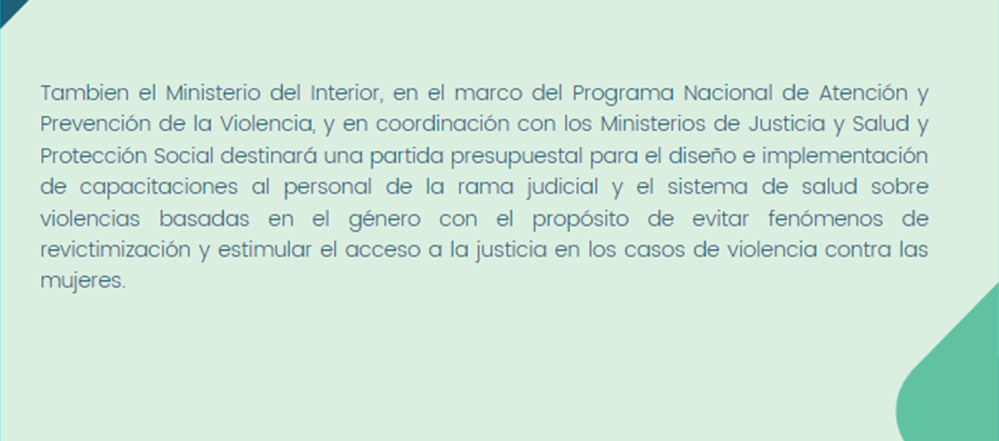 Tambien el Ministerio del Interior, en el marco del Programa Nacional de Atención y
Prevención de la Violencia, y en coordinación con los Ministerios de Justicia y Salud y
Protección Social destinará una partida presupuestal para el diseño e implementación
de capacitaciones al personal de la rama judicial y el sistema de salud sobre
violencias basadas en el género con el propósito de evitar fenómenos de
revictimización y estimular el acceso a la justicia en los casos de violencia contra las
mujeres.